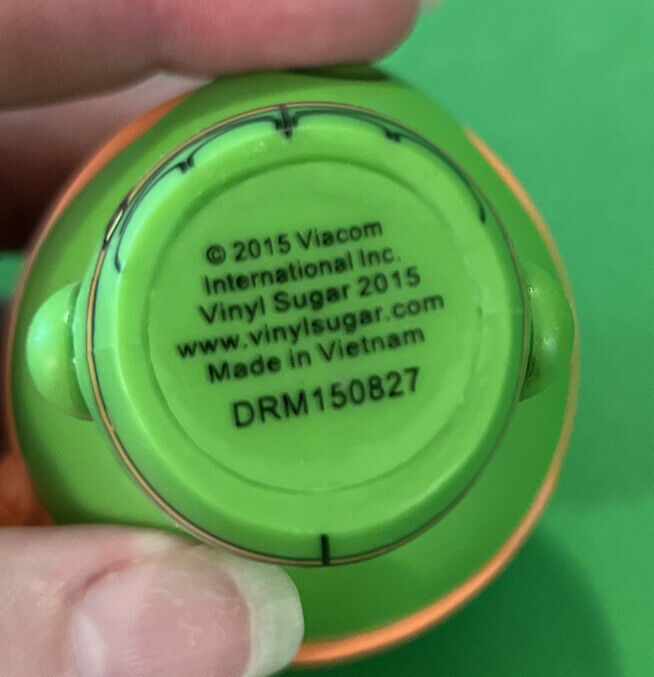 © 2015 Viacom
International Inc.
Vinyl Sugar 2015
www.vinylsugar.com
Made in Vietnam
DRM150827